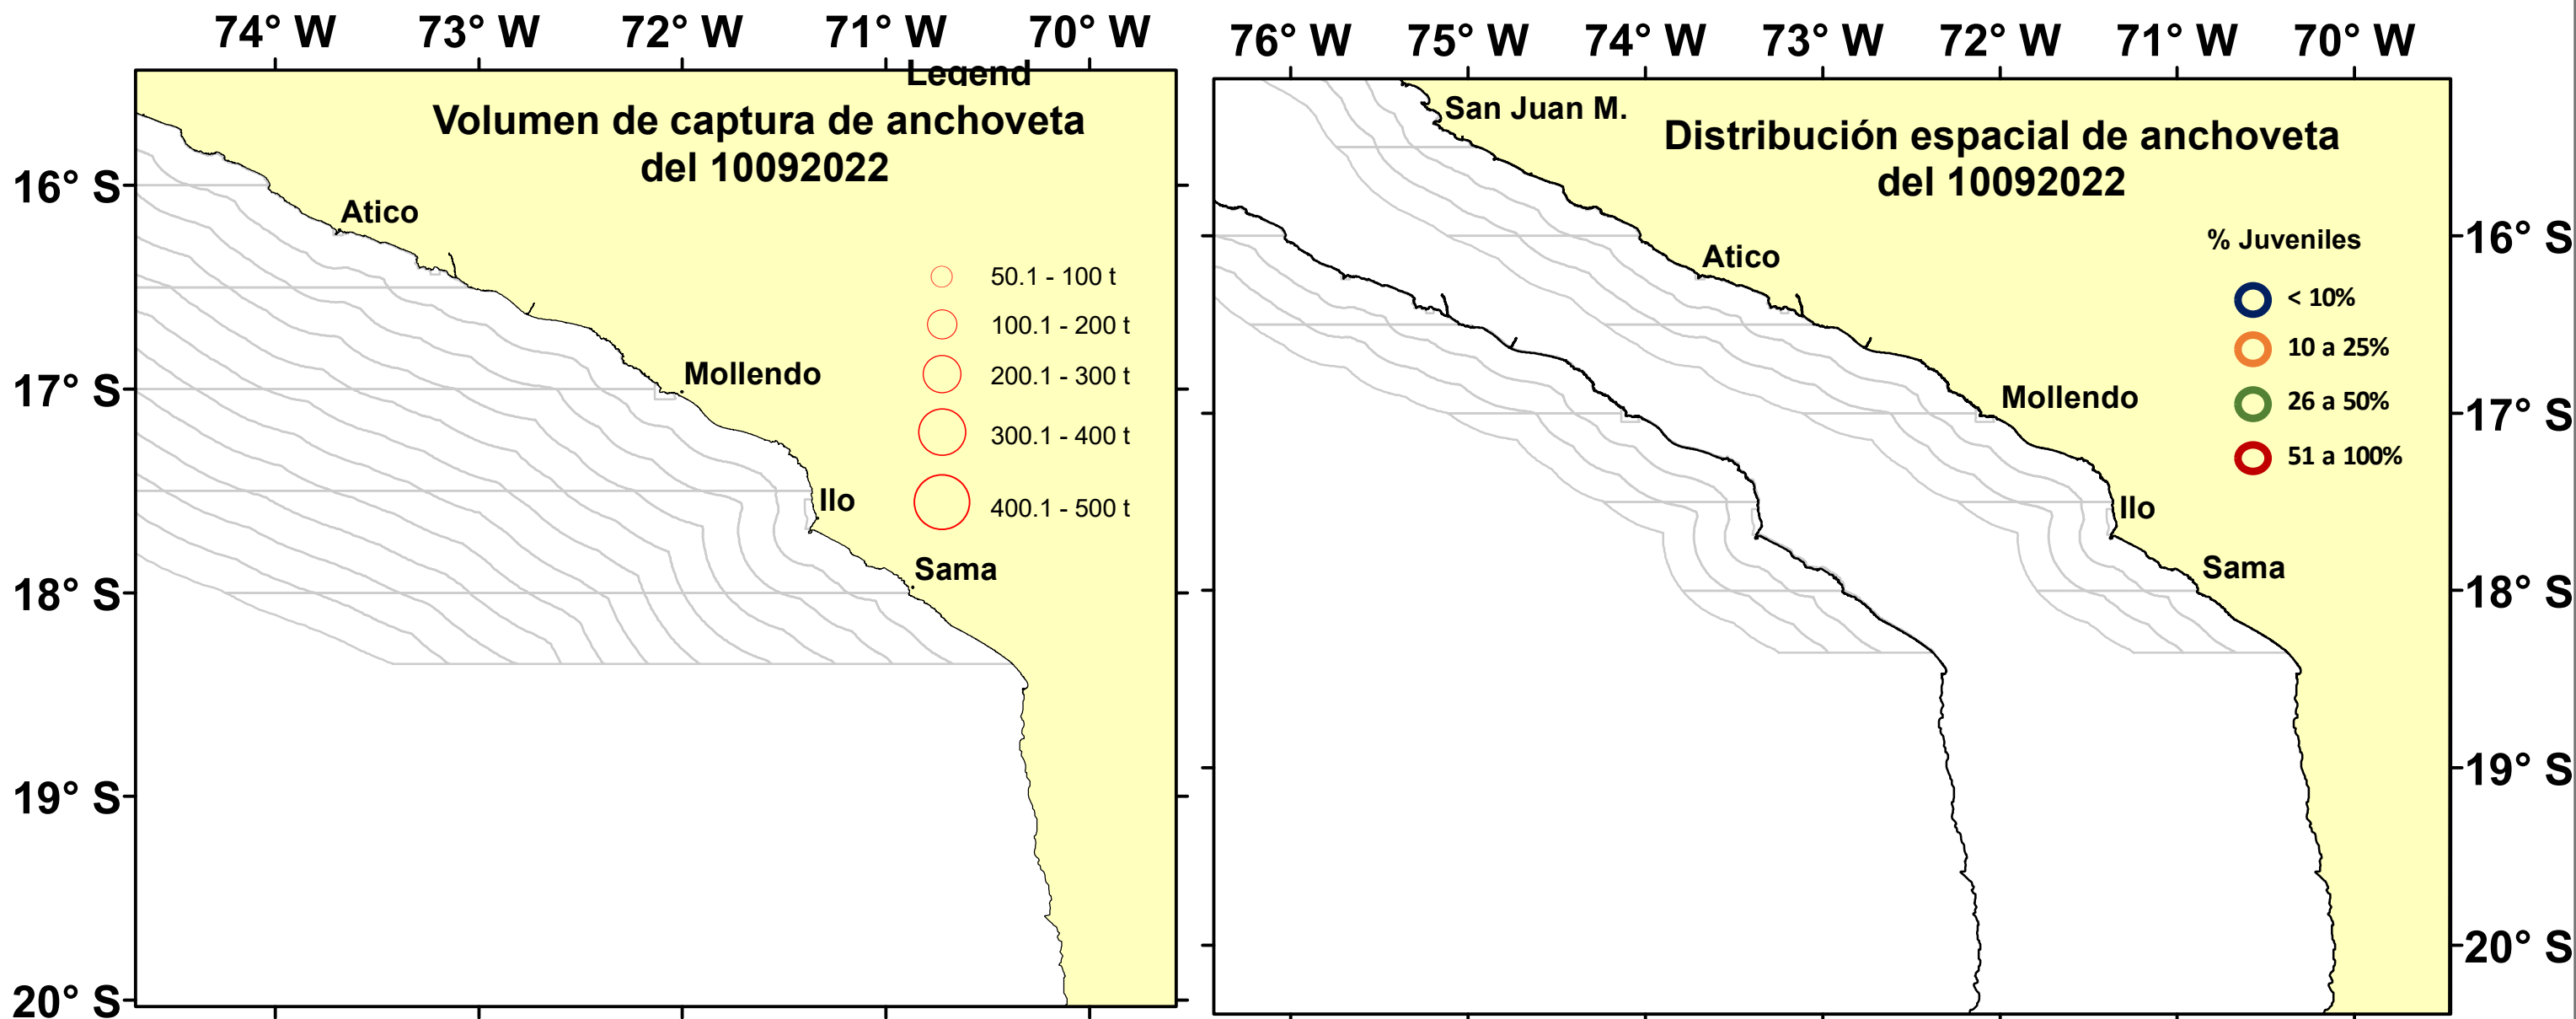 74° W 73° W 72° W 71° W 70° W
Legend
Volumen de captura de anchoveta
del 10092022
16° S
Atico
50.1 - 100 t
100.1 - 200 t
200.1 - 300 t
300.1 - 400 t
400.1 - 500 t
17° S
Mollendo
Ilo
Sama
18° S
19° S
20° S
76° W 75° W 74° W 73° W 72° W 71° W 70° W
San Juan M.
Distribución espacial de anchoveta
del 10092022
% Juveniles
< 10%
10 a 25%
26 a 50%
51 a 100%
Atico
Mollendo
Ilo
Sama
16° S
17° S
18° S
19° S
20° S